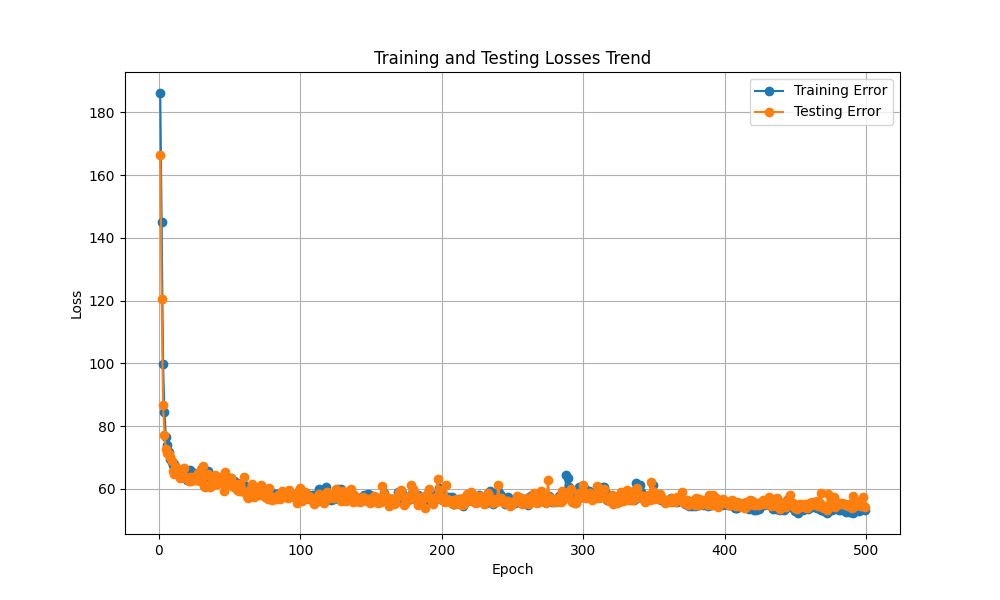 Training and Testing Losses Trend
Training Error
Testing Error
Loss
180
160
140
120
100
80
60
0 100 200 300 400 500
Epoch